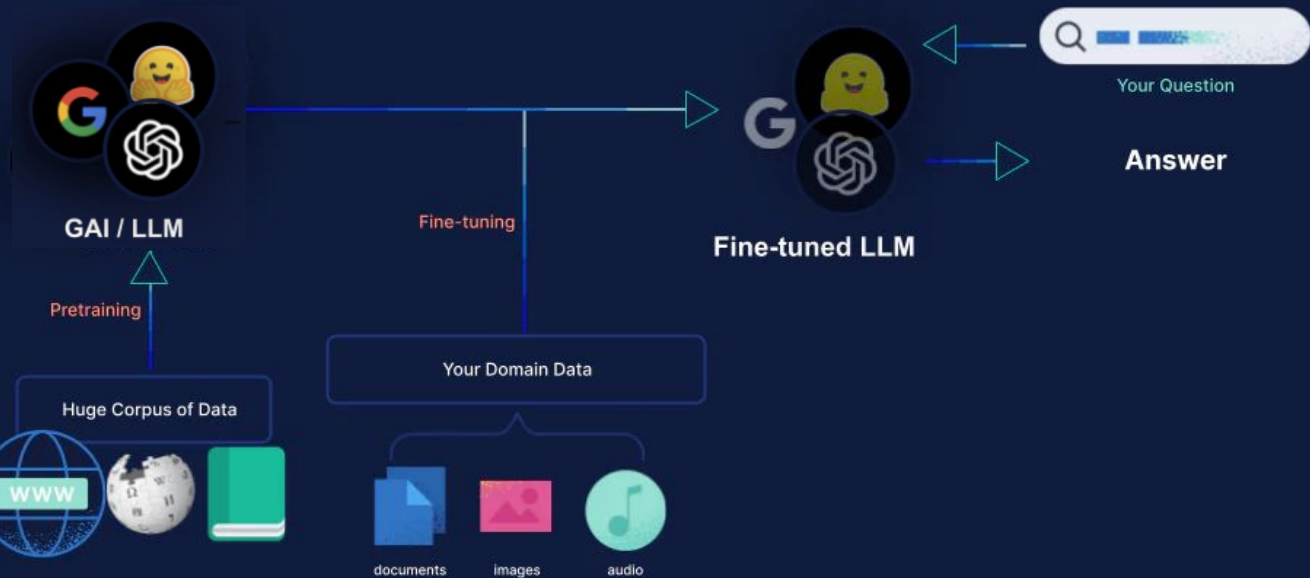 Your Question
Answer
GAI / LLM
Fine-tuning
Fine-tuned LLM
Pretraining
Your Domain Data
Huge Corpus of Data
WWW
documents images audio